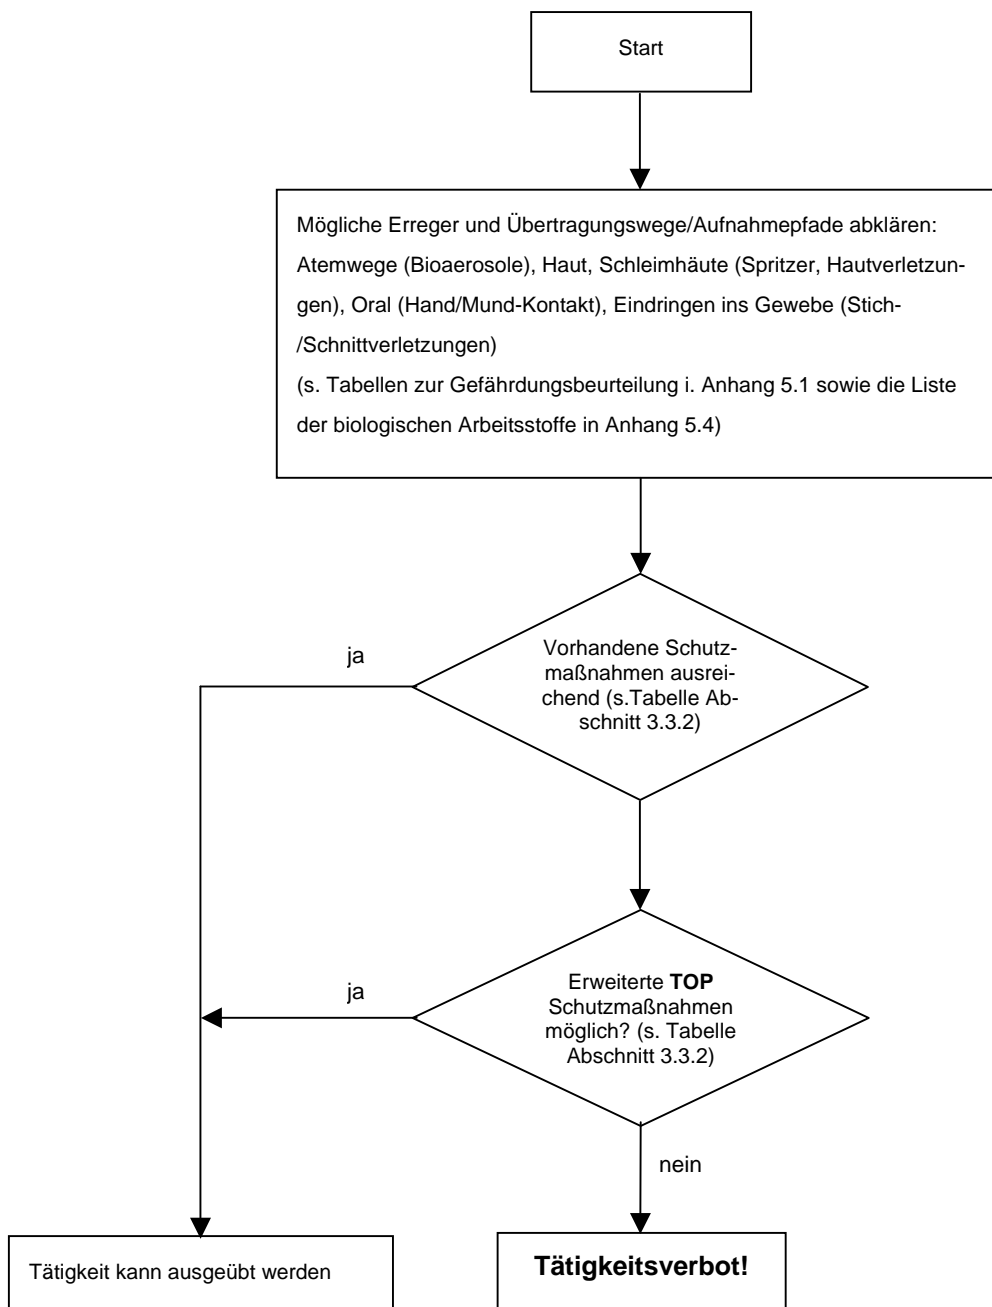 Start
Mögliche Erreger und Übertragungswege/Aufnahmepfade abklären:
Atemwege (Bioaerosole), Haut, Schleimhäute (Spritzer, Hautverletzun-
gen), Oral (Hand/Mund-Kontakt), Eindringen ins Gewebe (Stich-
/Schnittverletzungen)
(s. Tabellen zur Gefährdungsbeurteilung i. Anhang 5.1 sowie die Liste
der biologischen Arbeitsstoffe in Anhang 5.4)
ja
Vorhandene Schutz-
maßnahmen ausrei-
chend (s.Tabelle Ab-
schnitt 3.3.2)
ja
Erweiterte TOP
Schutzmaßnahmen
möglich? (s. Tabelle
Abschnitt 3.3.2)
nein
Tätigkeit kann ausgeübt werden
Tätigkeitsverbot!